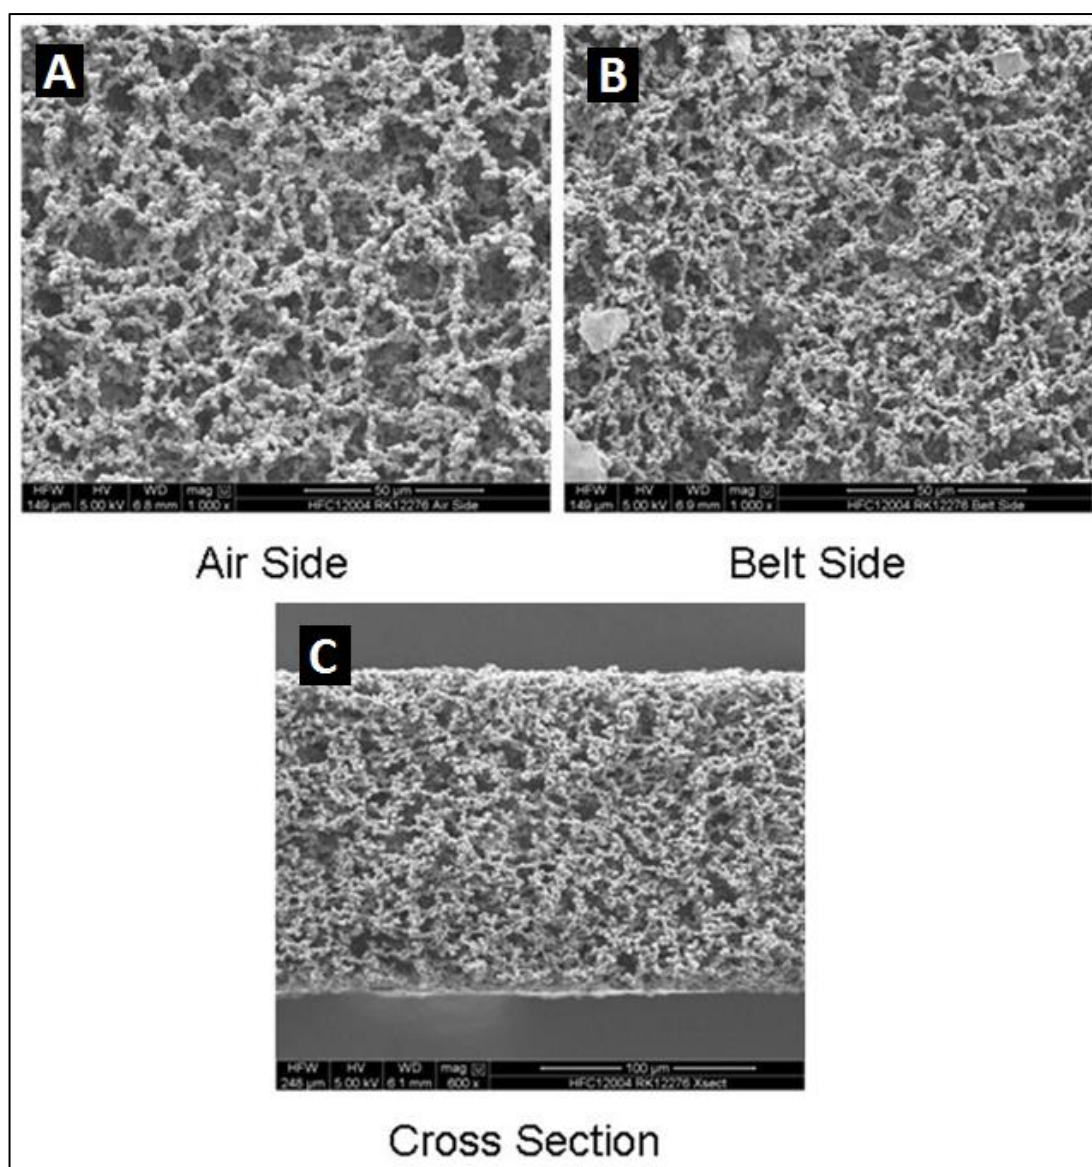 A
B
HFW HV WD mag 50 µm
149 µm 5.00 kV 6.8 mm 1 000 x HFC12004 RK12276 Air Side
HFW HV WD mag 50 µm
149 µm 5.00 kV 6.9 mm 1 000 x HFC12004 RK12276 Belt Side
Air Side
Belt Side
C
HFW HV WD mag 100 µm
248 µm 5.00 kV 6.1 mm 600 x HFC12004 RK12276 Xsect
Cross Section